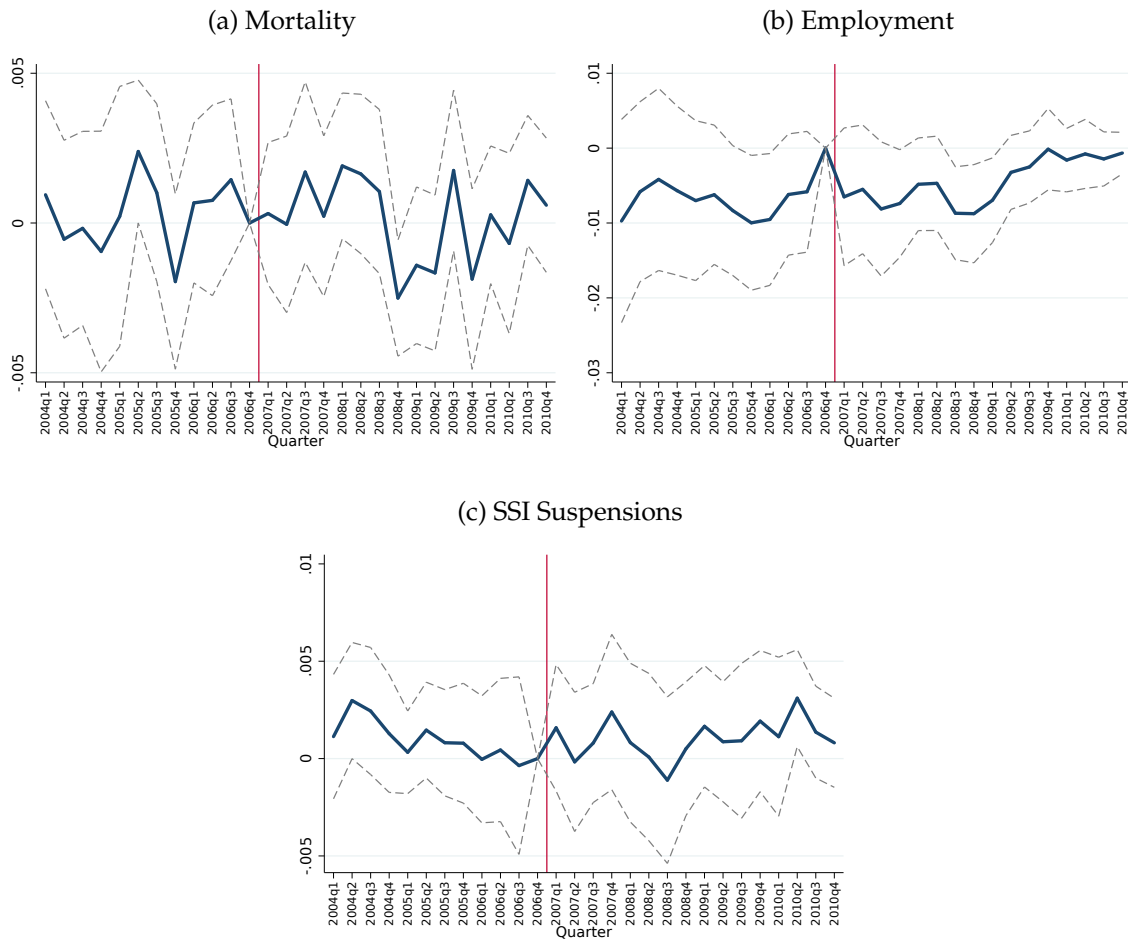 (a) Mortality
.005
0
-.005
2004q1
2004q2
2004q3
2004q4
2005q1
2005q2
2005q3
2005q4
2006q1
2006q2
2006q3
2006q4
2007q1
2007q2
2007q3
2007q4
2008q1
2008q2
2008q3
2008q4
2009q1
2009q2
2009q3
2009q4
2010q1
2010q2
2010q3
2010q4
Quarter
(b) Employment
.01
0
-.01
-.02
-.03
2004q1
2004q2
2004q3
2004q4
2005q1
2005q2
2005q3
2005q4
2006q1
2006q2
2006q3
2006q4
2007q1
2007q2
2007q3
2007q4
2008q1
2008q2
2008q3
2008q4
2009q1
2009q2
2009q3
2009q4
2010q1
2010q2
2010q3
2010q4
Quarter
(c) SSI Suspensions
.01
.005
0
-.005
2004q1
2004q2
2004q3
2004q4
2005q1
2005q2
2005q3
2005q4
2006q1
2006q2
2006q3
2006q4
2007q1
2007q2
2007q3
2007q4
2008q1
2008q2
2008q3
2008q4
2009q1
2009q2
2009q3
2009q4
2010q1
2010q2
2010q3
2010q4
Quarter